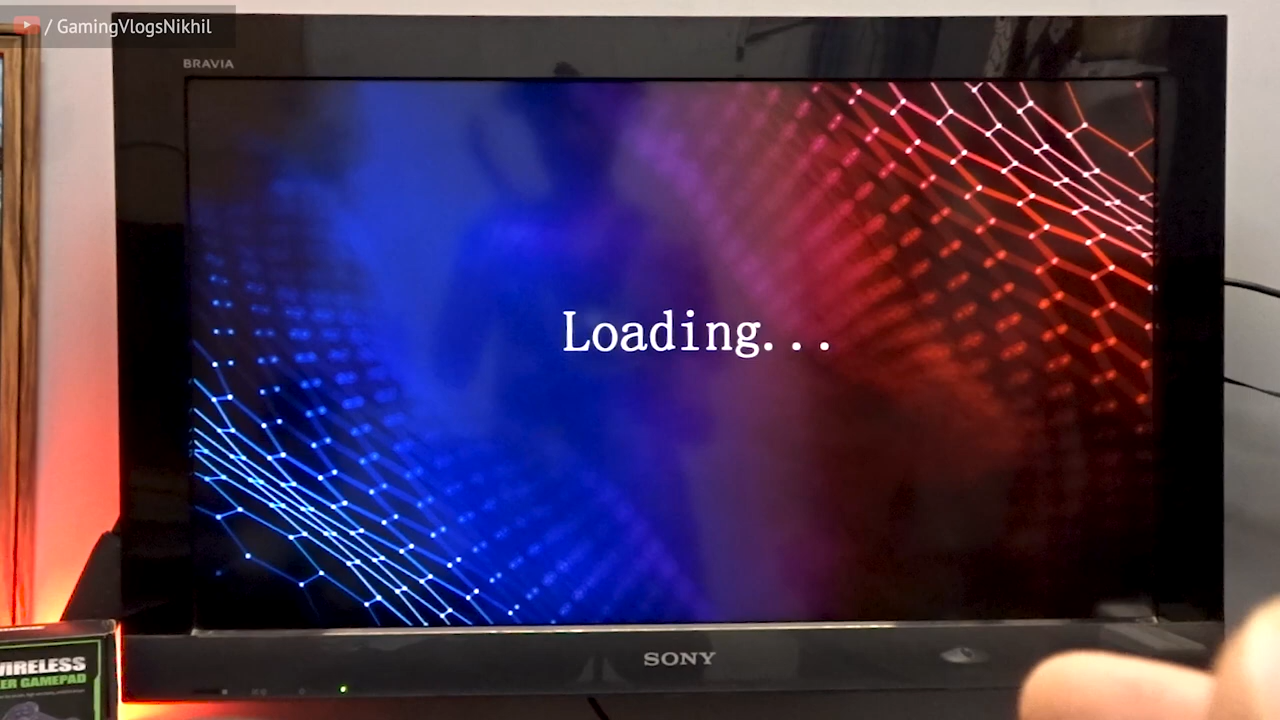 / GamingVlogsNikhil
BRAVIA
Loading...
SONY
WIRELESS
ER GAMEPAD